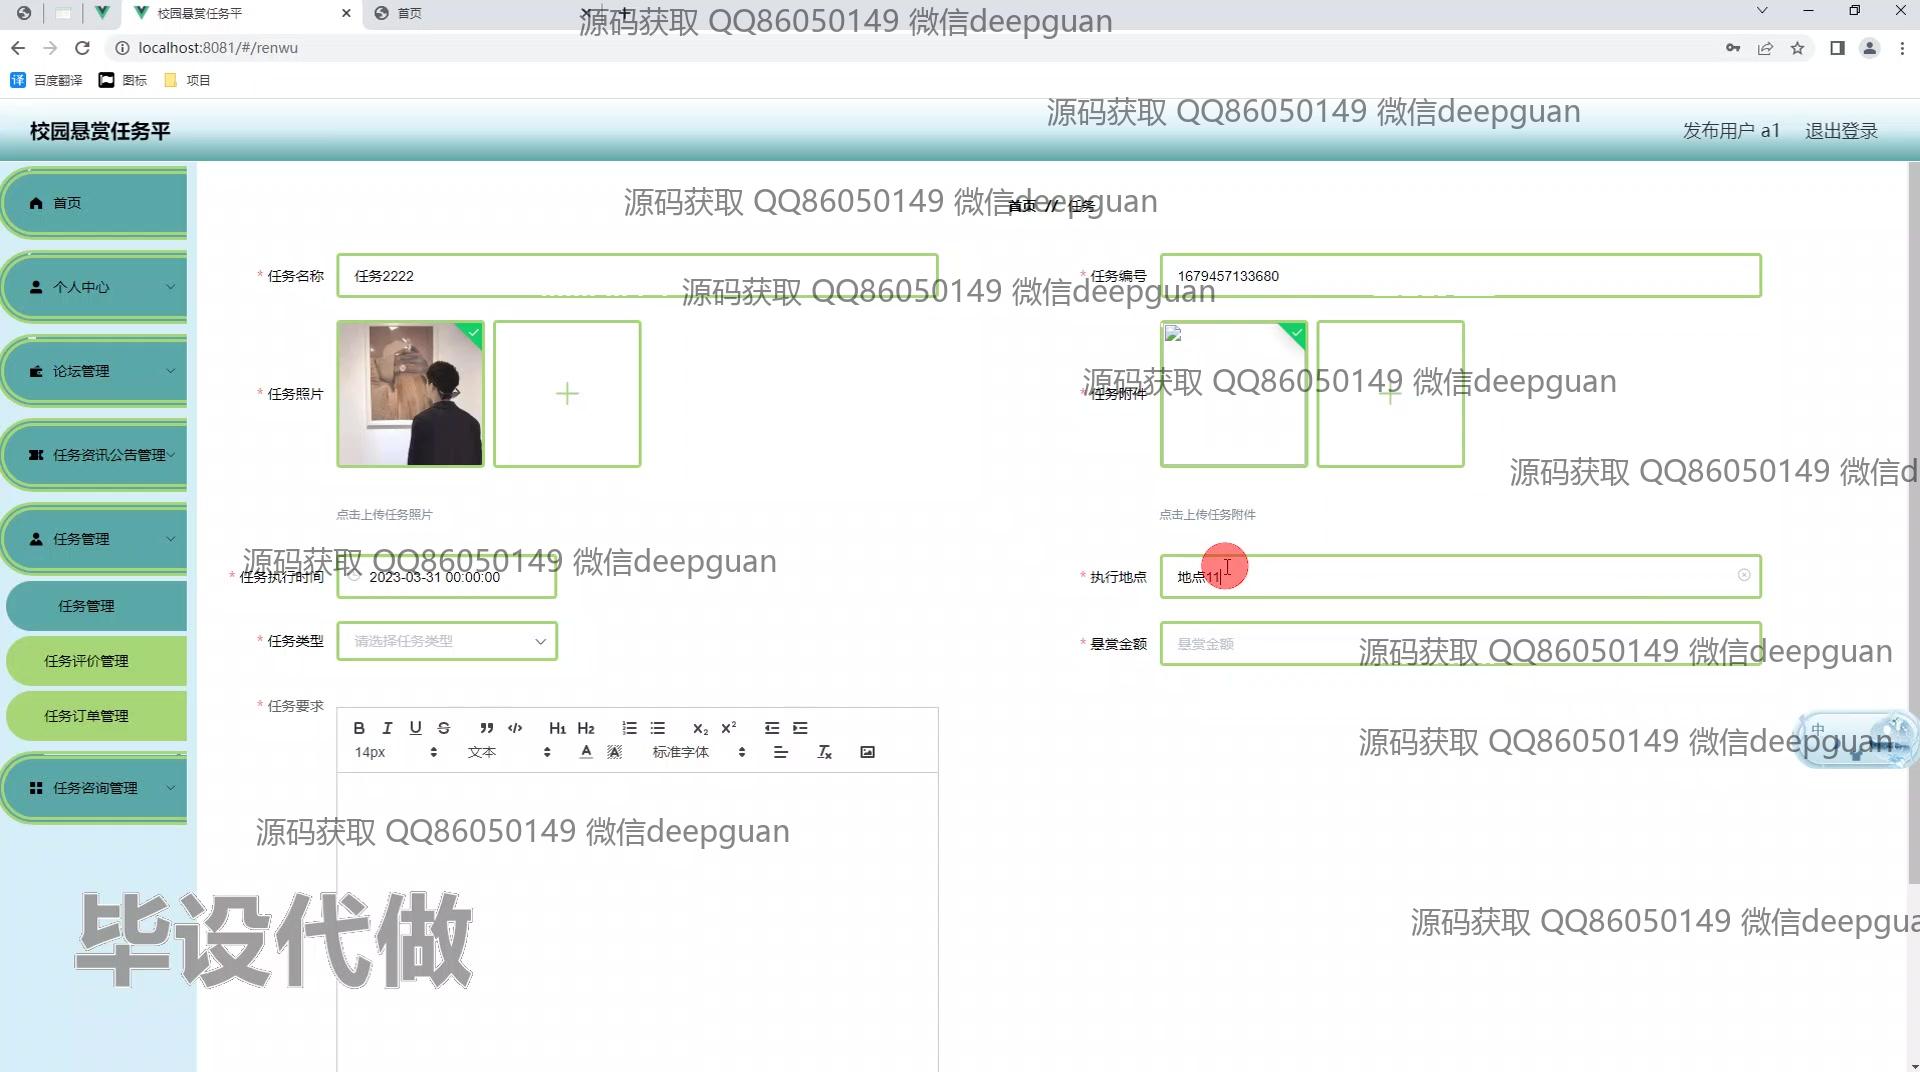 校园悬赏任务平
首页
源码获取 QQ86050149 微信deepguan
localhost:8081/#/renwu
百度翻译
图标
项目
源码获取 QQ86050149 微信deepguan
校园悬赏任务平
发布用户 a1
退出登录
首页
源码获取 QQ86050149 微信deepguan
首页 // 任务
* 任务名称
任务2222
* 任务编号
1679457133680
个人中心
源码获取 QQ86050149 微信deepguan
论坛管理
* 任务照片
* 任务附件
源码获取 QQ86050149 微信deepguan
任务资讯公告管理
源码获取 QQ86050149 微信d
点击上传任务照片
点击上传任务附件
任务管理
源码获取 QQ86050149 微信deepguan
* 任务执行时间
2023-03-31 00:00:00
* 执行地点
地点11
任务管理
* 任务类型
请选择任务类型
* 悬赏金额
悬赏金额
源码获取 QQ86050149 微信deepguan
任务评价管理
任务订单管理
* 任务要求
B I U S ” </> H1 H2 X2 X2
14px
文本
A
标准字体
中
源码获取 QQ86050149 微信deepguan
任务咨询管理
源码获取 QQ86050149 微信deepguan
毕设代做
源码获取 QQ86050149 微信deepgua